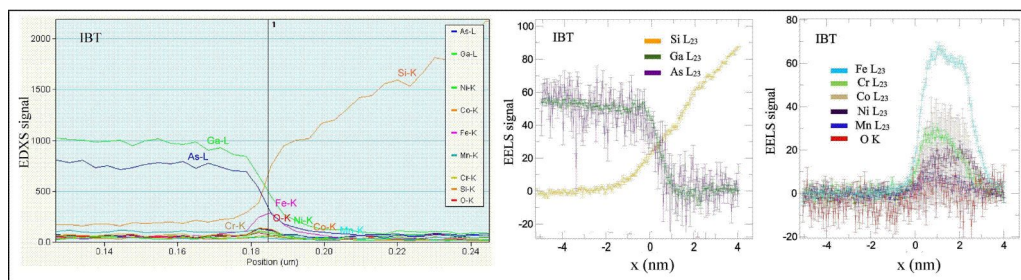 IBT
1
2000
1500
1000
500
0.0
EDXS signal
Si-K
Ga-L
As-L
Fe-K
O-K
Ni-K
Cr-K
Co-K
Mn-K
0.14
0.16
0.18
0.20
0.22
0.24
Position (um)
As-L
Ga-L
Ni-K
Co-K
Fe-K
Mn-K
Cr-K
Si-K
O-K
IBT
Si L23
Ga L23
As L23
100
80
60
40
20
0
-20
EELS signal
-4
-2
0
2
4
x (nm)
IBT
Fe L23
Cr L23
Co L23
Ni L23
Mn L23
O K
80
60
40
20
0
-20
EELS signal
-4
-2
0
2
4
x (nm)